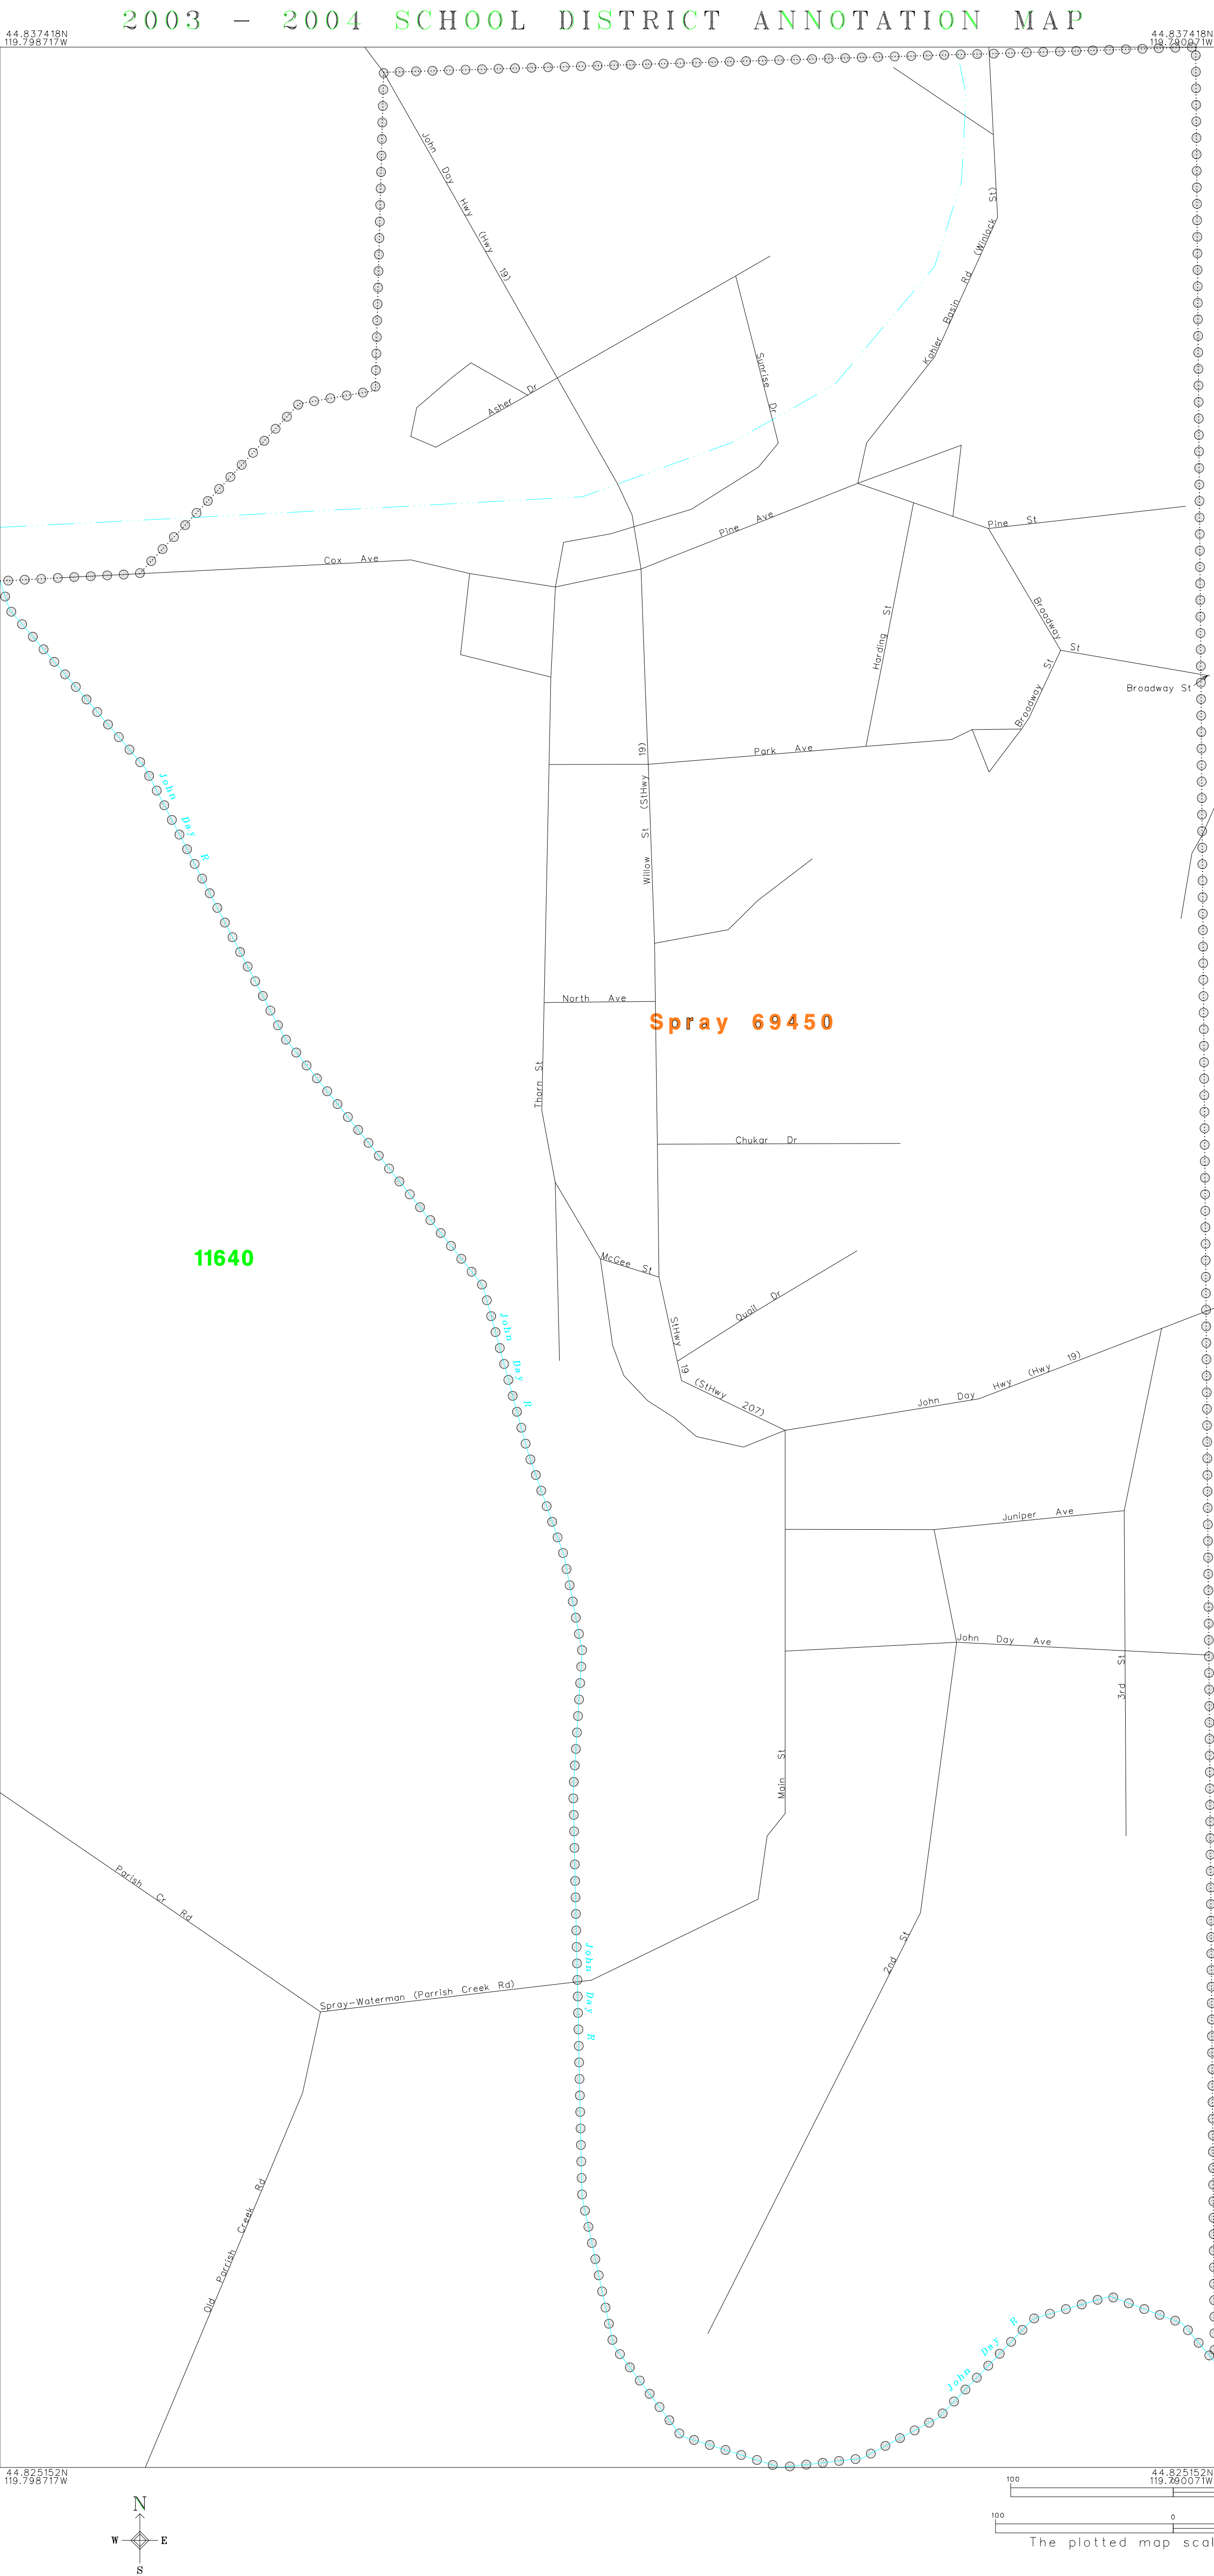 2003 - 2004 SCHOOL DISTRICT ANNOTATION MAP
44.837418N
119.798717W
44.837418N
119.790071W
John Day Hwy (Hwy 19)
Kahler Basin Rd (Winlock St)
Sunrise Dr
Asher Dr
Pine Ave
Pine St
Cox Ave
Harding St
Broadway St
Broadway St
Broadway St
Park Ave
Willow St (StHwy 19)
John Day R
North Ave
Spray 69450
Thorn St
Chukar Dr
11640
McGee St
Quail Dr
StHwy 19 (StHwy 207)
John Day R
John Day Hwy (Hwy 19)
Juniper Ave
John Day Ave
3rd St
Main St
Parish Cr Rd
2nd St
John Day R
Spray-Waterman (Parrish Creek Rd)
Old Parrish Creek Rd
John Day R
44.825152N
119.798717W
44.825152N
119.790071W
100
N
W E
S
100 0
The plotted map scal